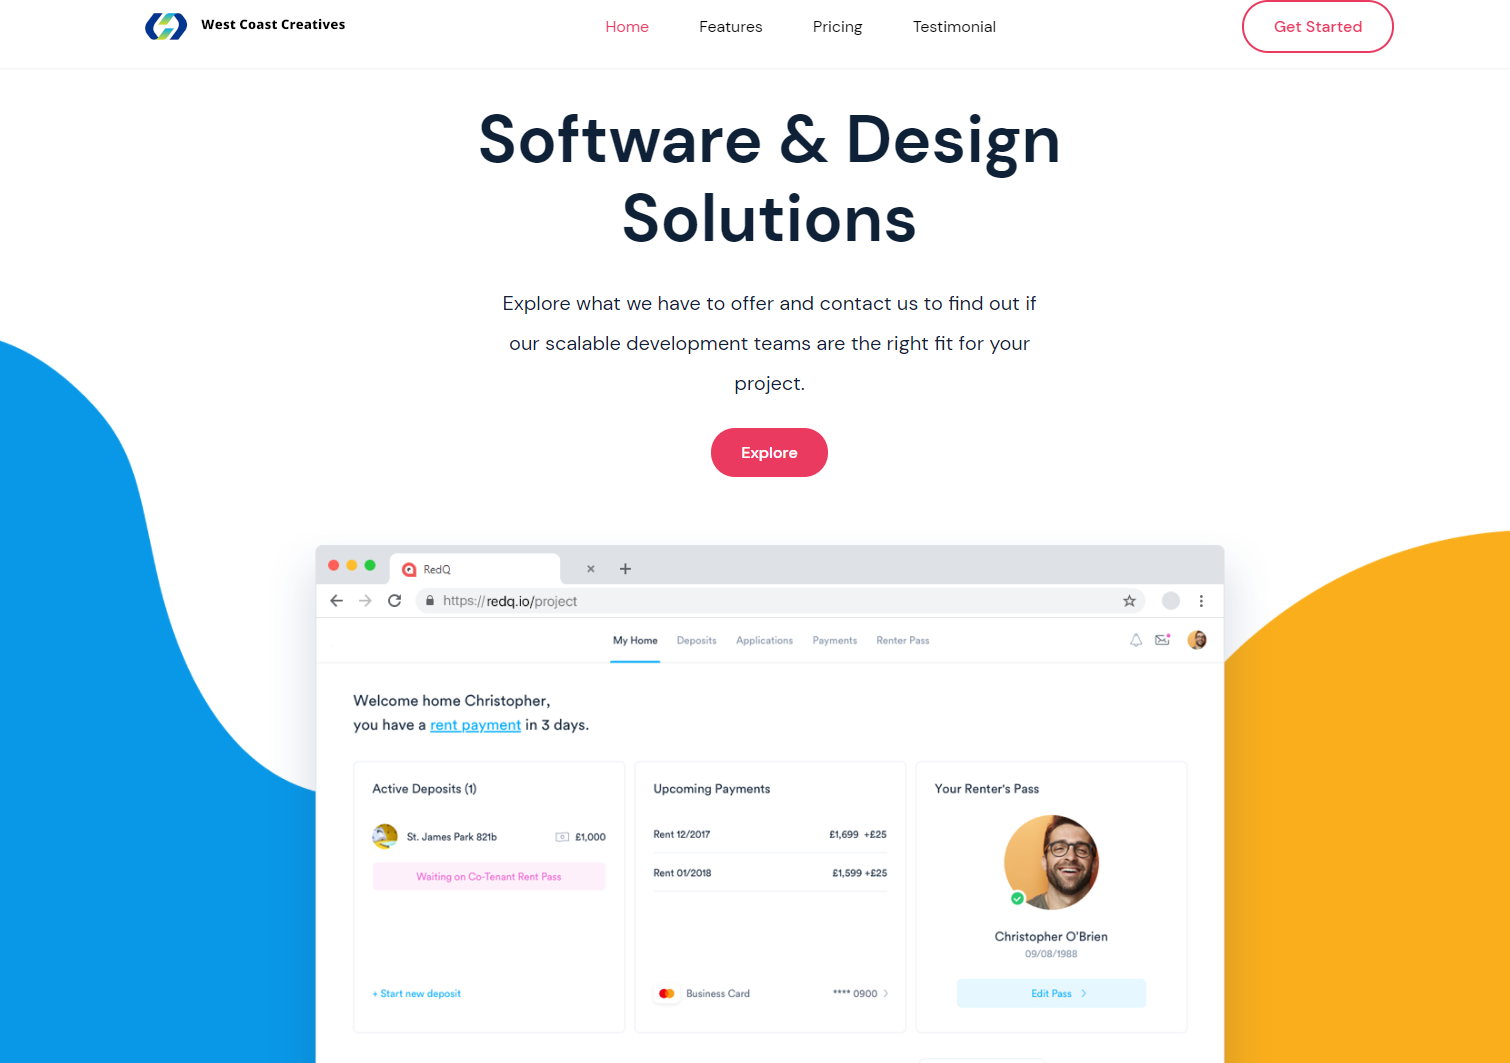 West Coast Creatives
Home
Features
Pricing
Testimonial
Get Started
Software & Design
Solutions
Explore what we have to offer and contact us to find out if
our scalable development teams are the right fit for your
project.
Explore
RedQ
https://redq.io/project
My Home
Deposits
Applications
Payments
Renter Pass
Welcome home Christopher,
you have a rent payment in 3 days.
Active Deposits (1)
St. James Park 821b
£1,000
Waiting on Co-Tenant Rent Pass
+ Start new deposit
Upcoming Payments
Rent 12/2017
£1,699 +£25
Rent 01/2018
£1,599 +£25
Business Card
**** 0900
Your Renter's Pass
Christopher O'Brien
09/08/1988
Edit Pass